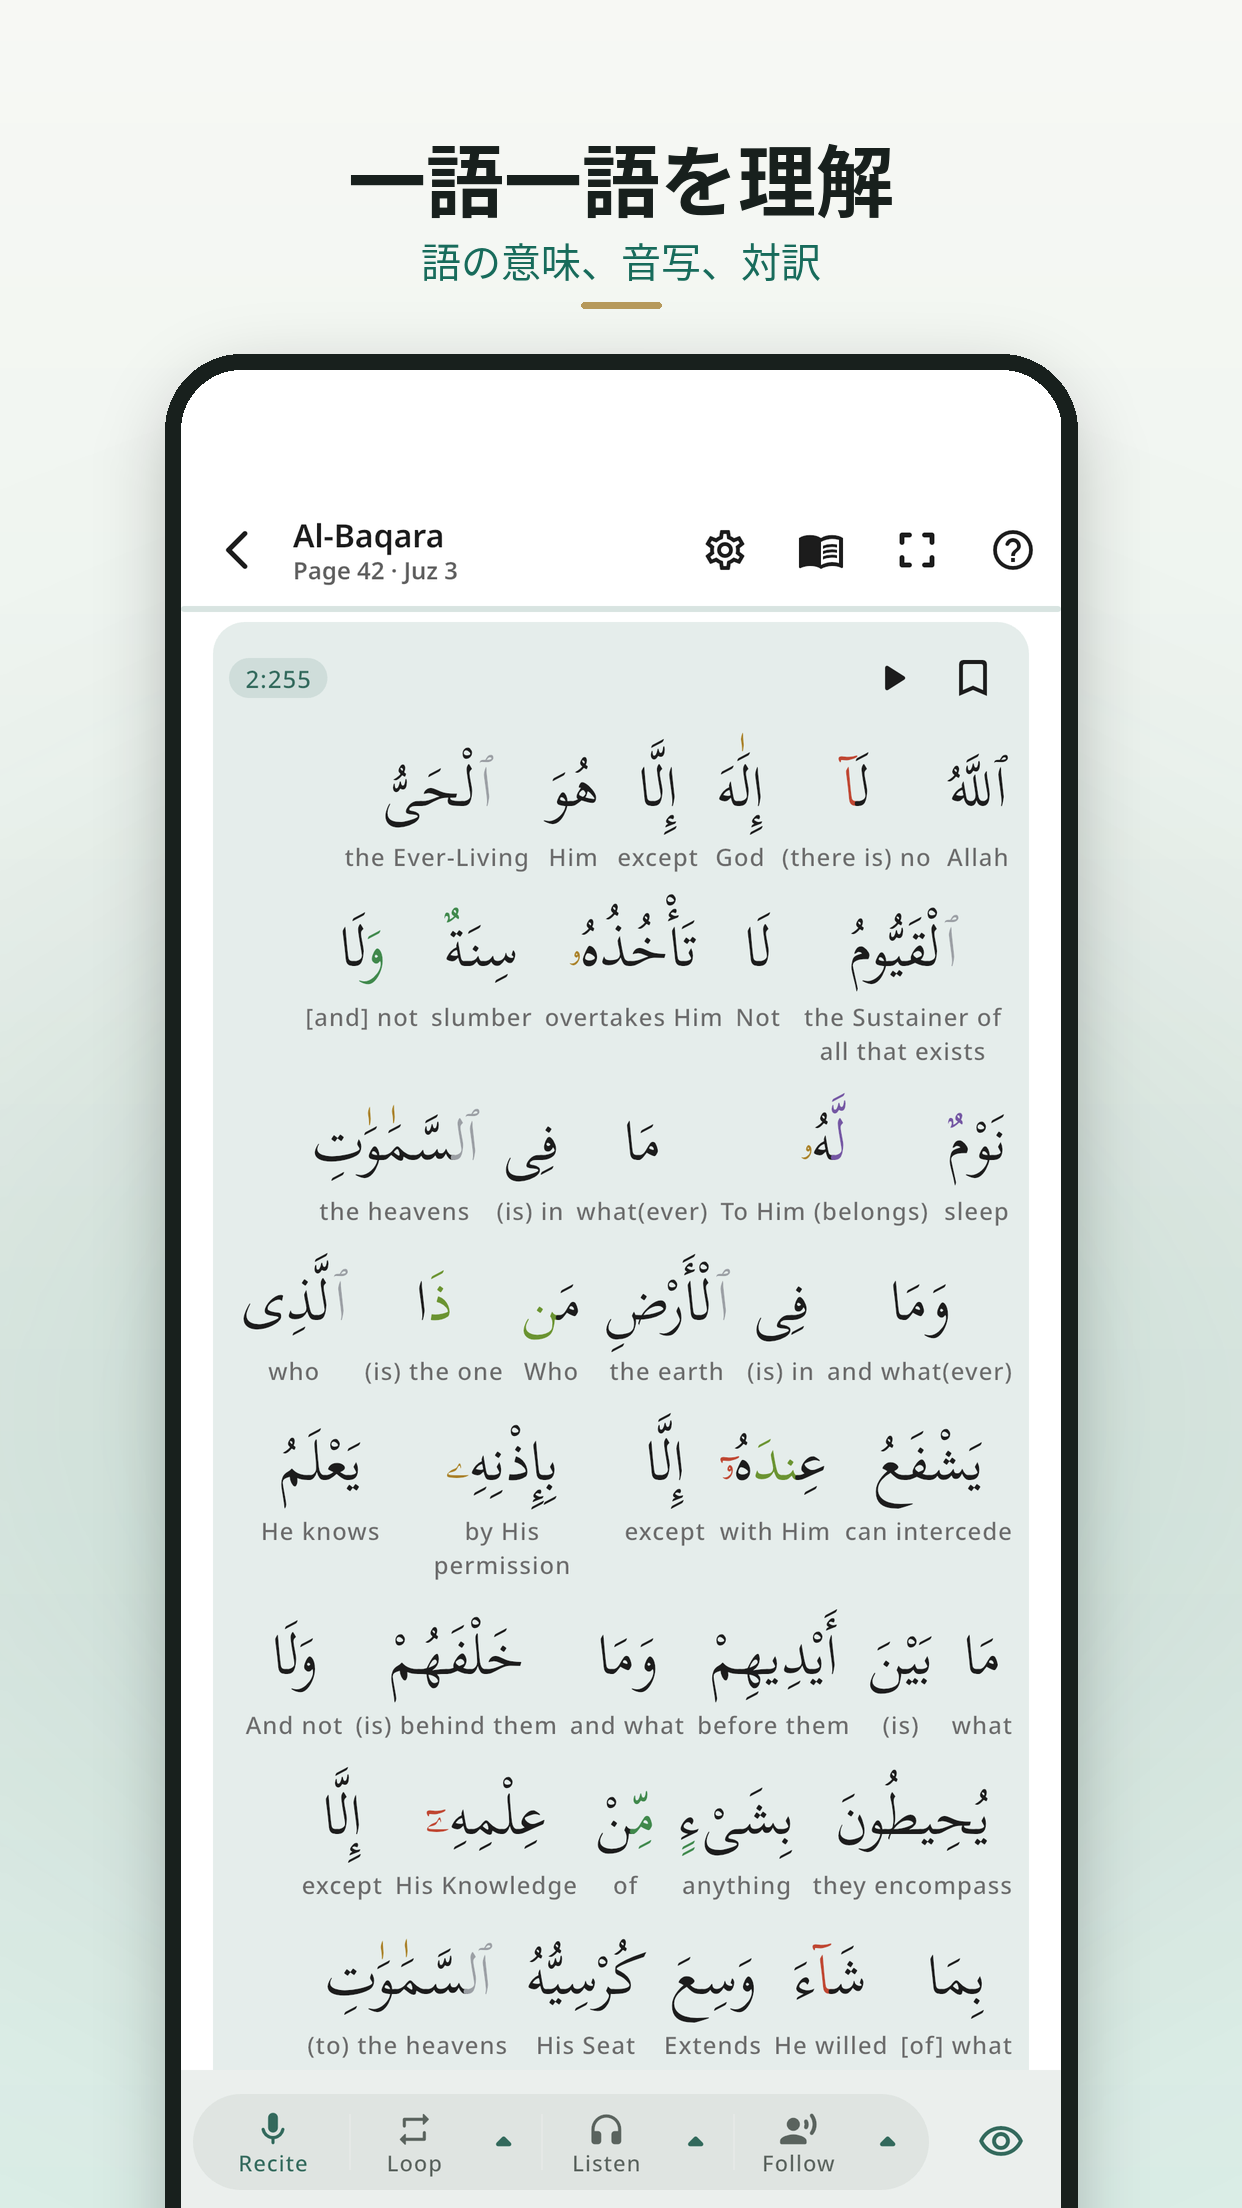 一語一語を理解
語の意味、音写、対訳
Al-Baqara
Page 42 · Juz 3
2:255
ٱللَّهُ لَآ إِلَٰهَ إِلَّا هُوَ ٱلْحَىُّ
Allah (there is) no God except Him the Ever-Living
ٱلْقَيُّومُ لَا تَأْخُذُهُۥ سِنَةٌ وَلَا
the Sustainer of all that exists Not overtakes Him slumber [and] not
نَوْمٌ لَّهُۥ مَا فِى ٱلسَّمَٰوَٰتِ
sleep To Him (belongs) what(ever) (is) in the heavens
وَمَا فِى ٱلْأَرْضِ مَن ذَا ٱلَّذِى
and what(ever) (is) in the earth Who (is) the one who
يَشْفَعُ عِندَهُۥٓ إِلَّا بِإِذْنِهِۦ يَعْلَمُ
can intercede with Him except by His permission He knows
مَا بَيْنَ أَيْدِيهِمْ وَمَا خَلْفَهُمْ وَلَا
what (is) before them and what (is) behind them And not
يُحِيطُونَ بِشَىْءٍ مِّنْ عِلْمِهِۦٓ إِلَّا
they encompass anything of His Knowledge except
بِمَا شَآءَ وَسِعَ كُرْسِيُّهُ ٱلسَّمَٰوَٰتِ
[of] what He willed Extends His Seat (to) the heavens
Recite Loop Listen Follow